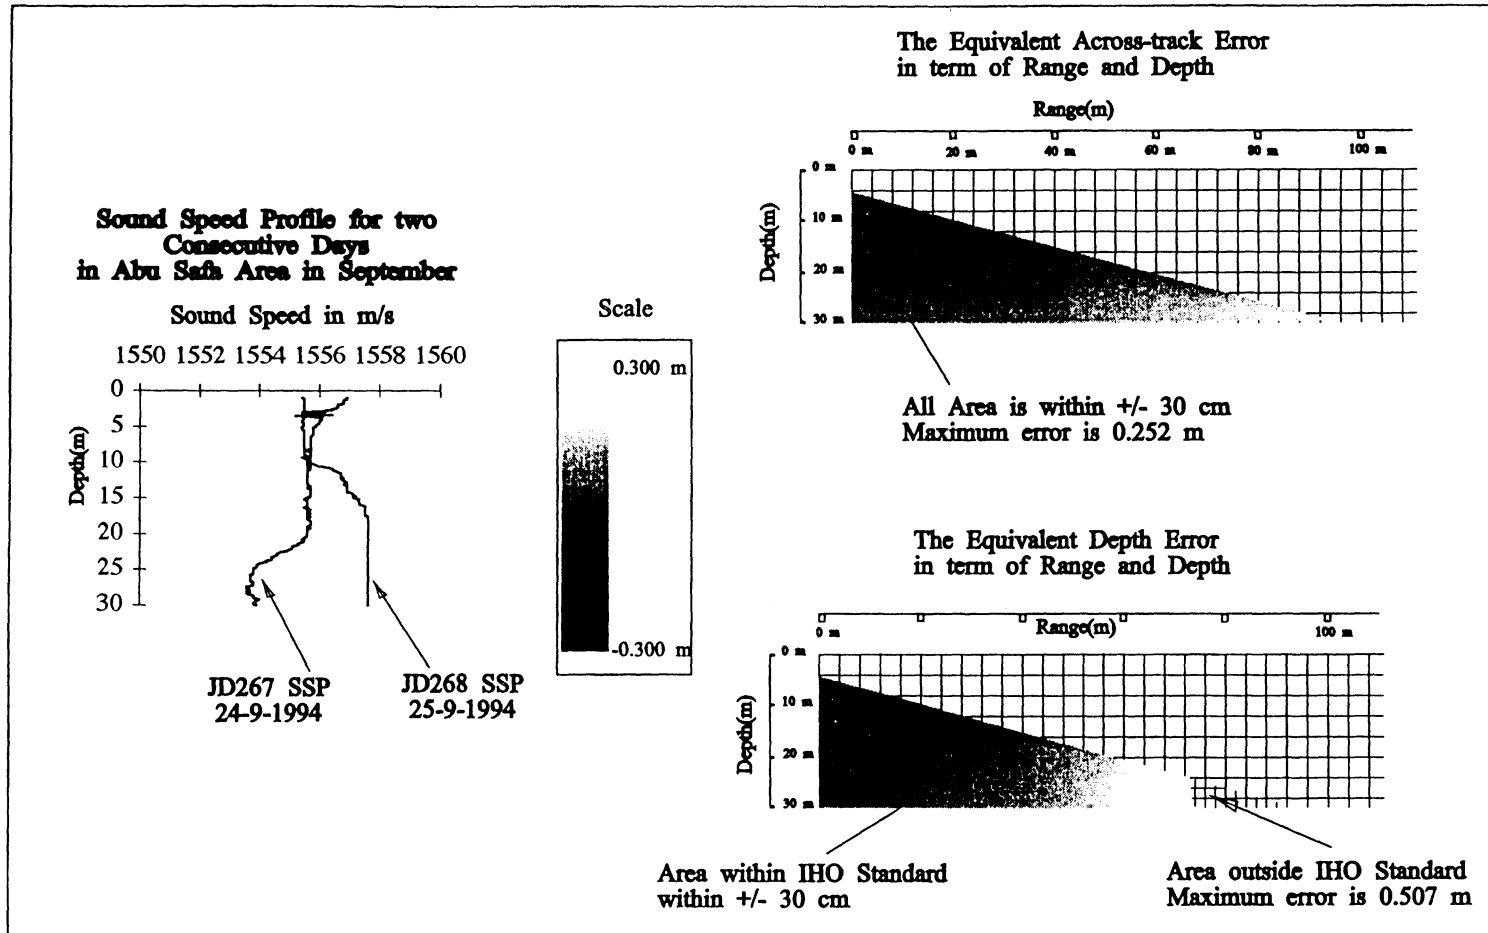 The Equivalent Across-track Error
in term of Range and Depth
Range(m)
0 m 20 m 40 m 60 m 80 m 100 m
Depth(m)
0 m
10 m
20 m
30 m
All Area is within +/- 30 cm
Maximum error is 0.252 m
Sound Speed Profile for two
Consecutive Days
in Abu Safa Area in September
Sound Speed in m/s
1550 1552 1554 1556 1558 1560
Depth(m)
0
5
10
15
20
25
30
JD267 SSP
24-9-1994
JD268 SSP
25-9-1994
Scale
0.300 m
-0.300 m
The Equivalent Depth Error
in term of Range and Depth
Range(m)
0 m 100 m
Depth(m)
0 m
10 m
20 m
30 m
Area within IHO Standard
within +/- 30 cm
Area outside IHO Standard
Maximum error is 0.507 m